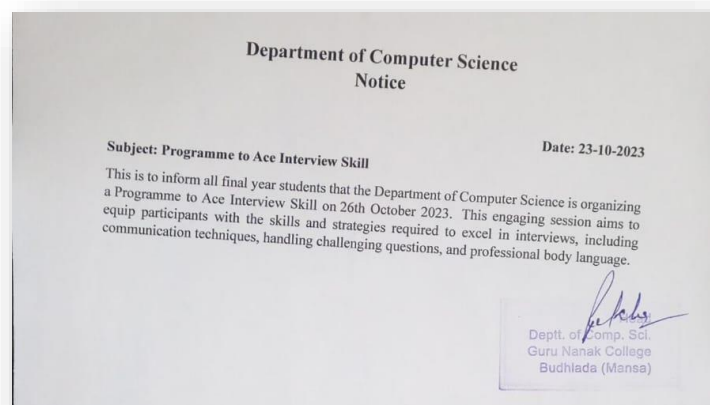 Department of Computer Science
Notice
Date: 23-10-2023
Subject: Programme to Ace Interview Skill
This is to inform all final year students that the Department of Computer Science is organizing
a Programme to Ace Interview Skill on 26th October 2023. This engaging session aims to
equip participants with the skills and strategies required to excel in interviews, including
communication techniques, handling challenging questions, and professional body language.
Deptt. of Comp. Sci.
Guru Nanak College
Budhlada (Mansa)